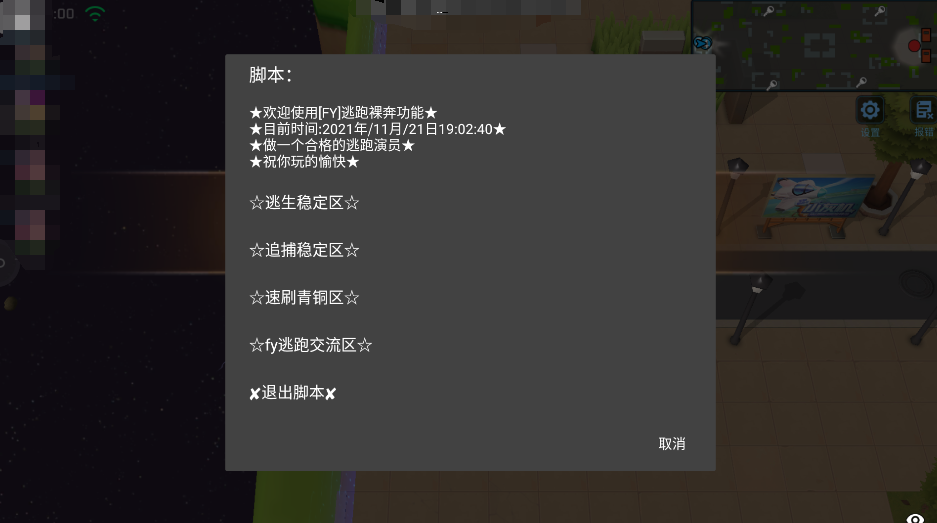 :00
脚本：
★欢迎使用[FY]逃跑裸奔功能★
★目前时间:2021年/11月/21日19:02:40★
★做一个合格的逃跑演员★
★祝你玩的愉快★
☆逃生稳定区☆
☆追捕稳定区☆
☆速刷青铜区☆
☆fy逃跑交流区☆
✘退出脚本✘
取消
设置
报错